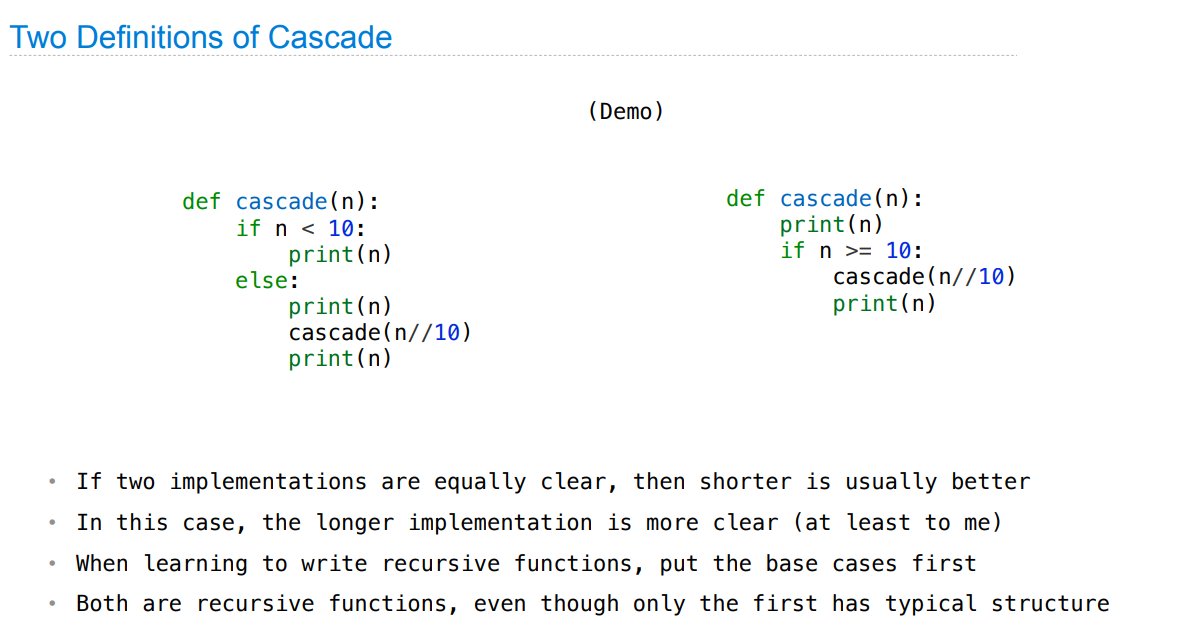 Two Definitions of Cascade
(Demo)
def cascade(n):
    if n < 10:
        print(n)
    else:
        print(n)
        cascade(n//10)
        print(n)
def cascade(n):
    print(n)
    if n >= 10:
        cascade(n//10)
        print(n)
• If two implementations are equally clear, then shorter is usually better
• In this case, the longer implementation is more clear (at least to me)
• When learning to write recursive functions, put the base cases first
• Both are recursive functions, even though only the first has typical structure